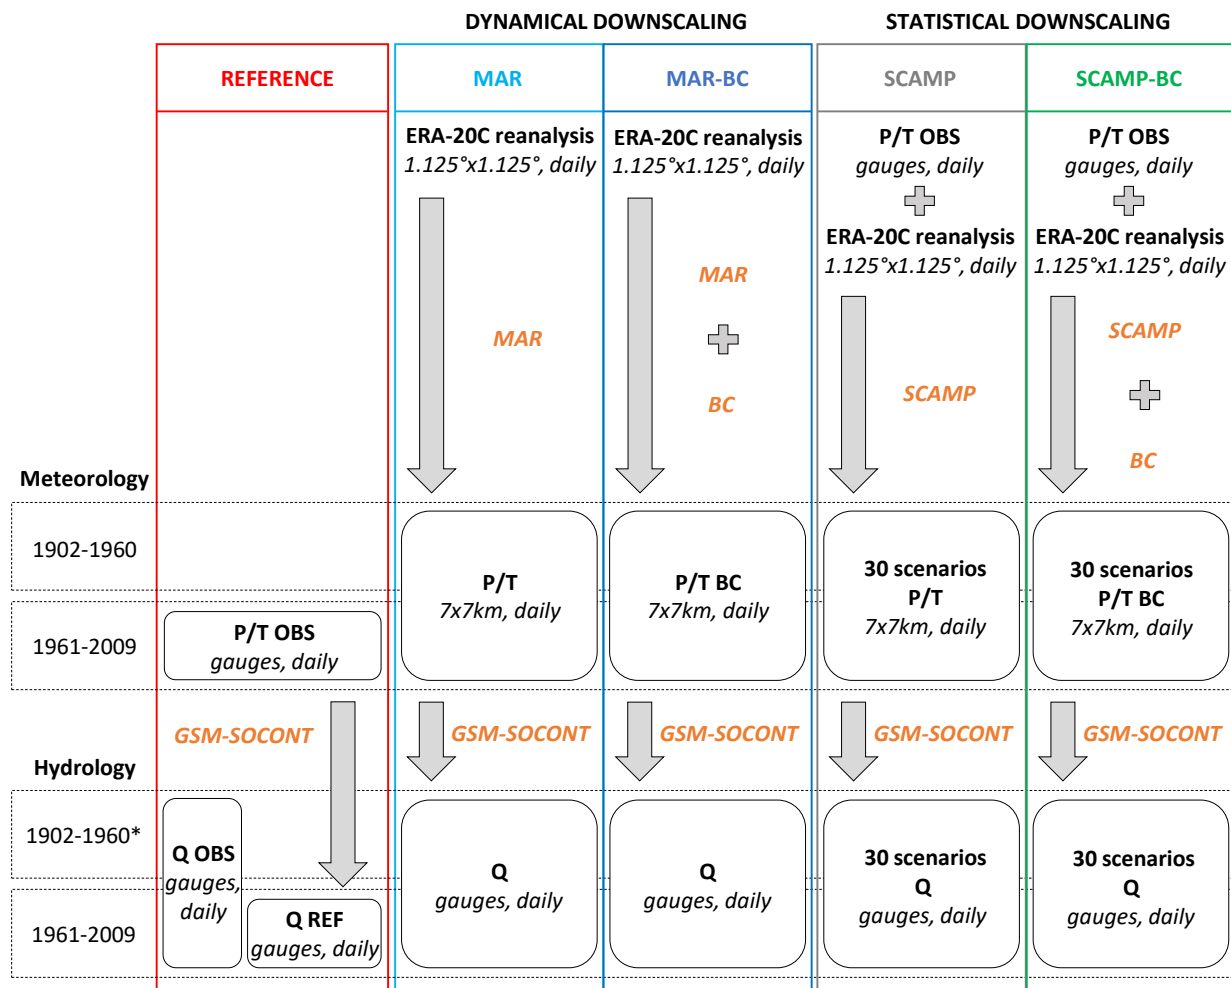 DYNAMICAL DOWNSCALING
STATISTICAL DOWNSCALING
REFERENCE
MAR
MAR-BC
SCAMP
SCAMP-BC
ERA-20C reanalysis
1.125°x1.125°, daily
MAR
ERA-20C reanalysis
1.125°x1.125°, daily
MAR
BC
P/T OBS
gauges, daily
ERA-20C reanalysis
1.125°x1.125°, daily
SCAMP
P/T OBS
gauges, daily
ERA-20C reanalysis
1.125°x1.125°, daily
SCAMP
BC
Meteorology
1902-1960
1961-2009
P/T OBS
gauges, daily
P/T
7x7km, daily
P/T BC
7x7km, daily
30 scenarios
P/T
7x7km, daily
30 scenarios
P/T BC
7x7km, daily
GSM-SOCONT
GSM-SOCONT
GSM-SOCONT
GSM-SOCONT
GSM-SOCONT
Hydrology
1902-1960*
1961-2009
Q OBS
gauges,
daily
Q REF
gauges, daily
Q
gauges, daily
Q
gauges, daily
30 scenarios
Q
gauges, daily
30 scenarios
Q
gauges, daily